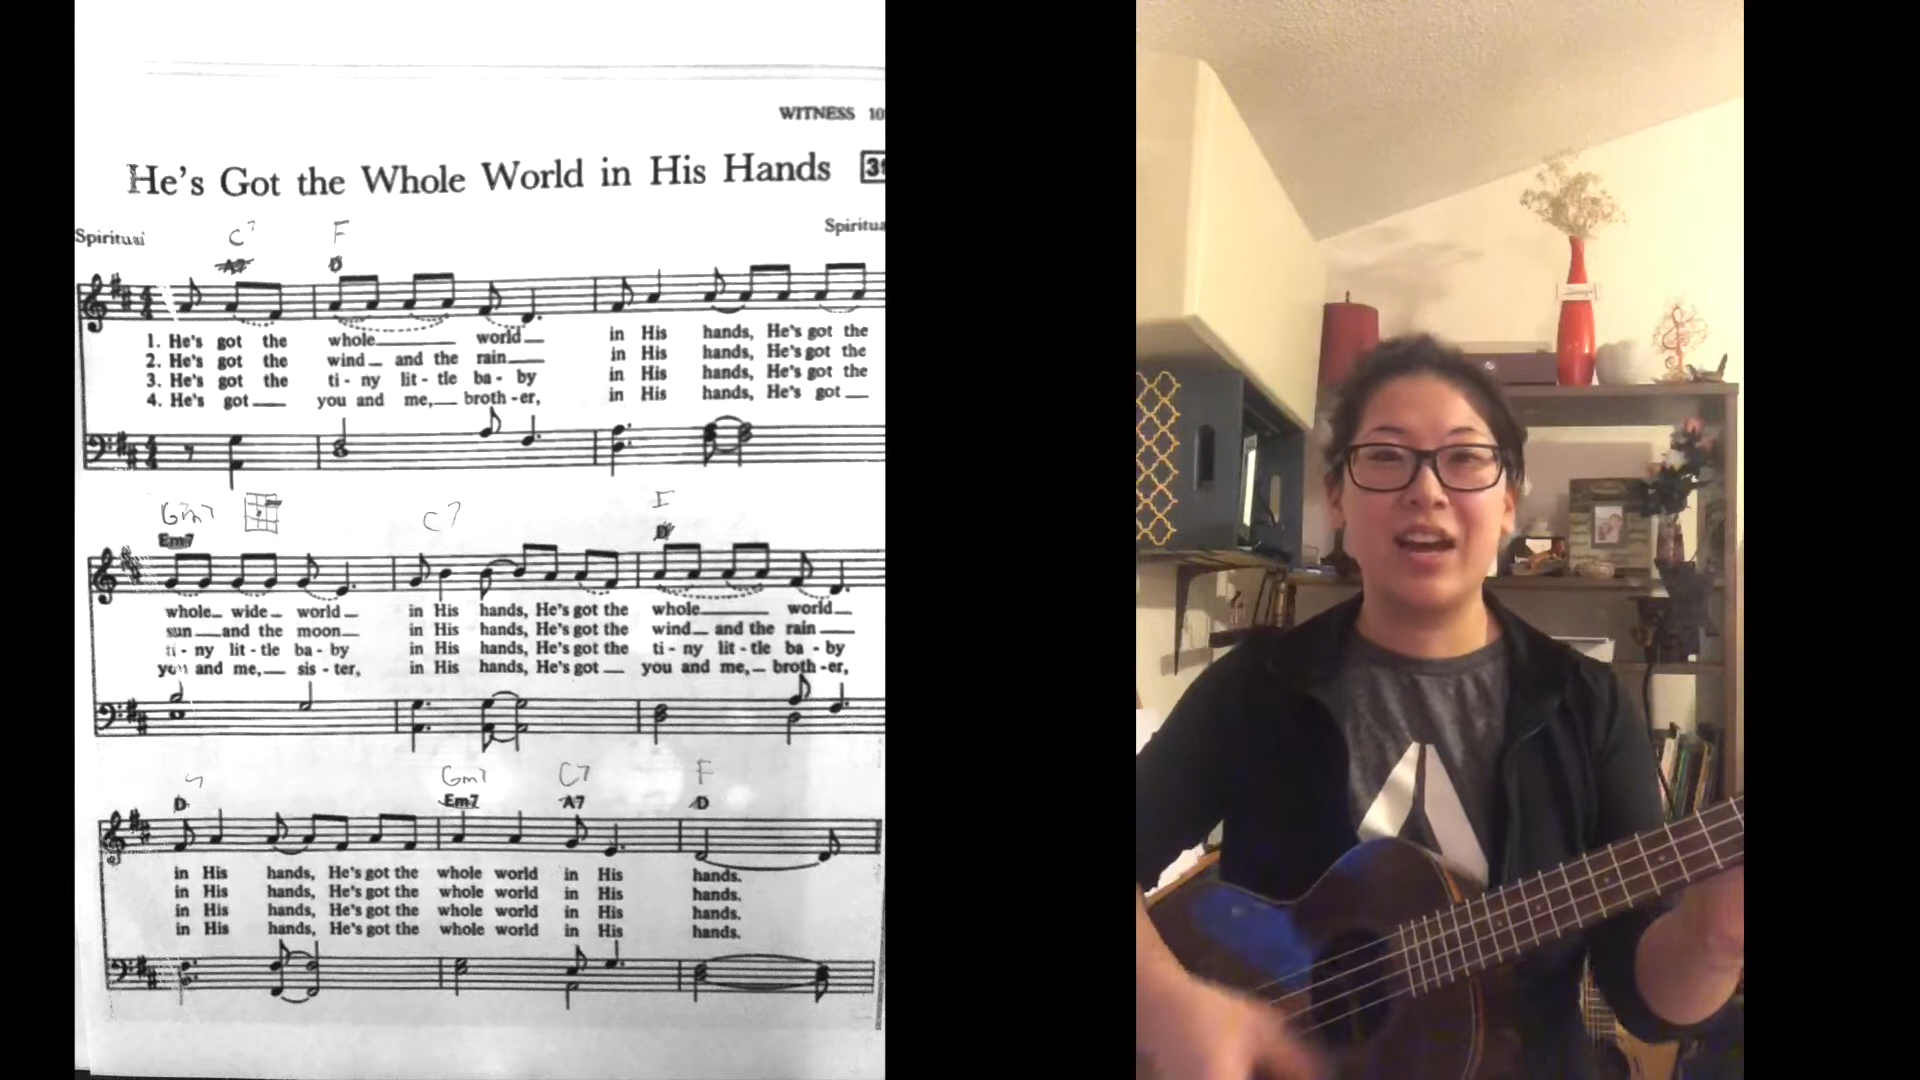 WITNESS 10
He's Got the Whole World in His Hands 39
Spiritual C7 F Spiritua
A7 D
1. He's got the whole world in His hands, He's got the
2. He's got the wind and the rain in His hands, He's got the
3. He's got the ti - ny lit - tle ba - by in His hands, He's got the
4. He's got you and me, broth - er, in His hands, He's got
Gm7 C7 F
Em7 D
whole wide world in His hands, He's got the whole world
sun and the moon in His hands, He's got the wind and the rain
ti - ny lit - tle ba - by in His hands, He's got the ti - ny lit - tle ba - by
you and me, sis - ter, in His hands, He's got you and me, broth - er,
Gm7 C7 F
D Em7 A7 D
in His hands, He's got the whole world in His hands.
in His hands, He's got the whole world in His hands.
in His hands, He's got the whole world in His hands.
in His hands, He's got the whole world in His hands.